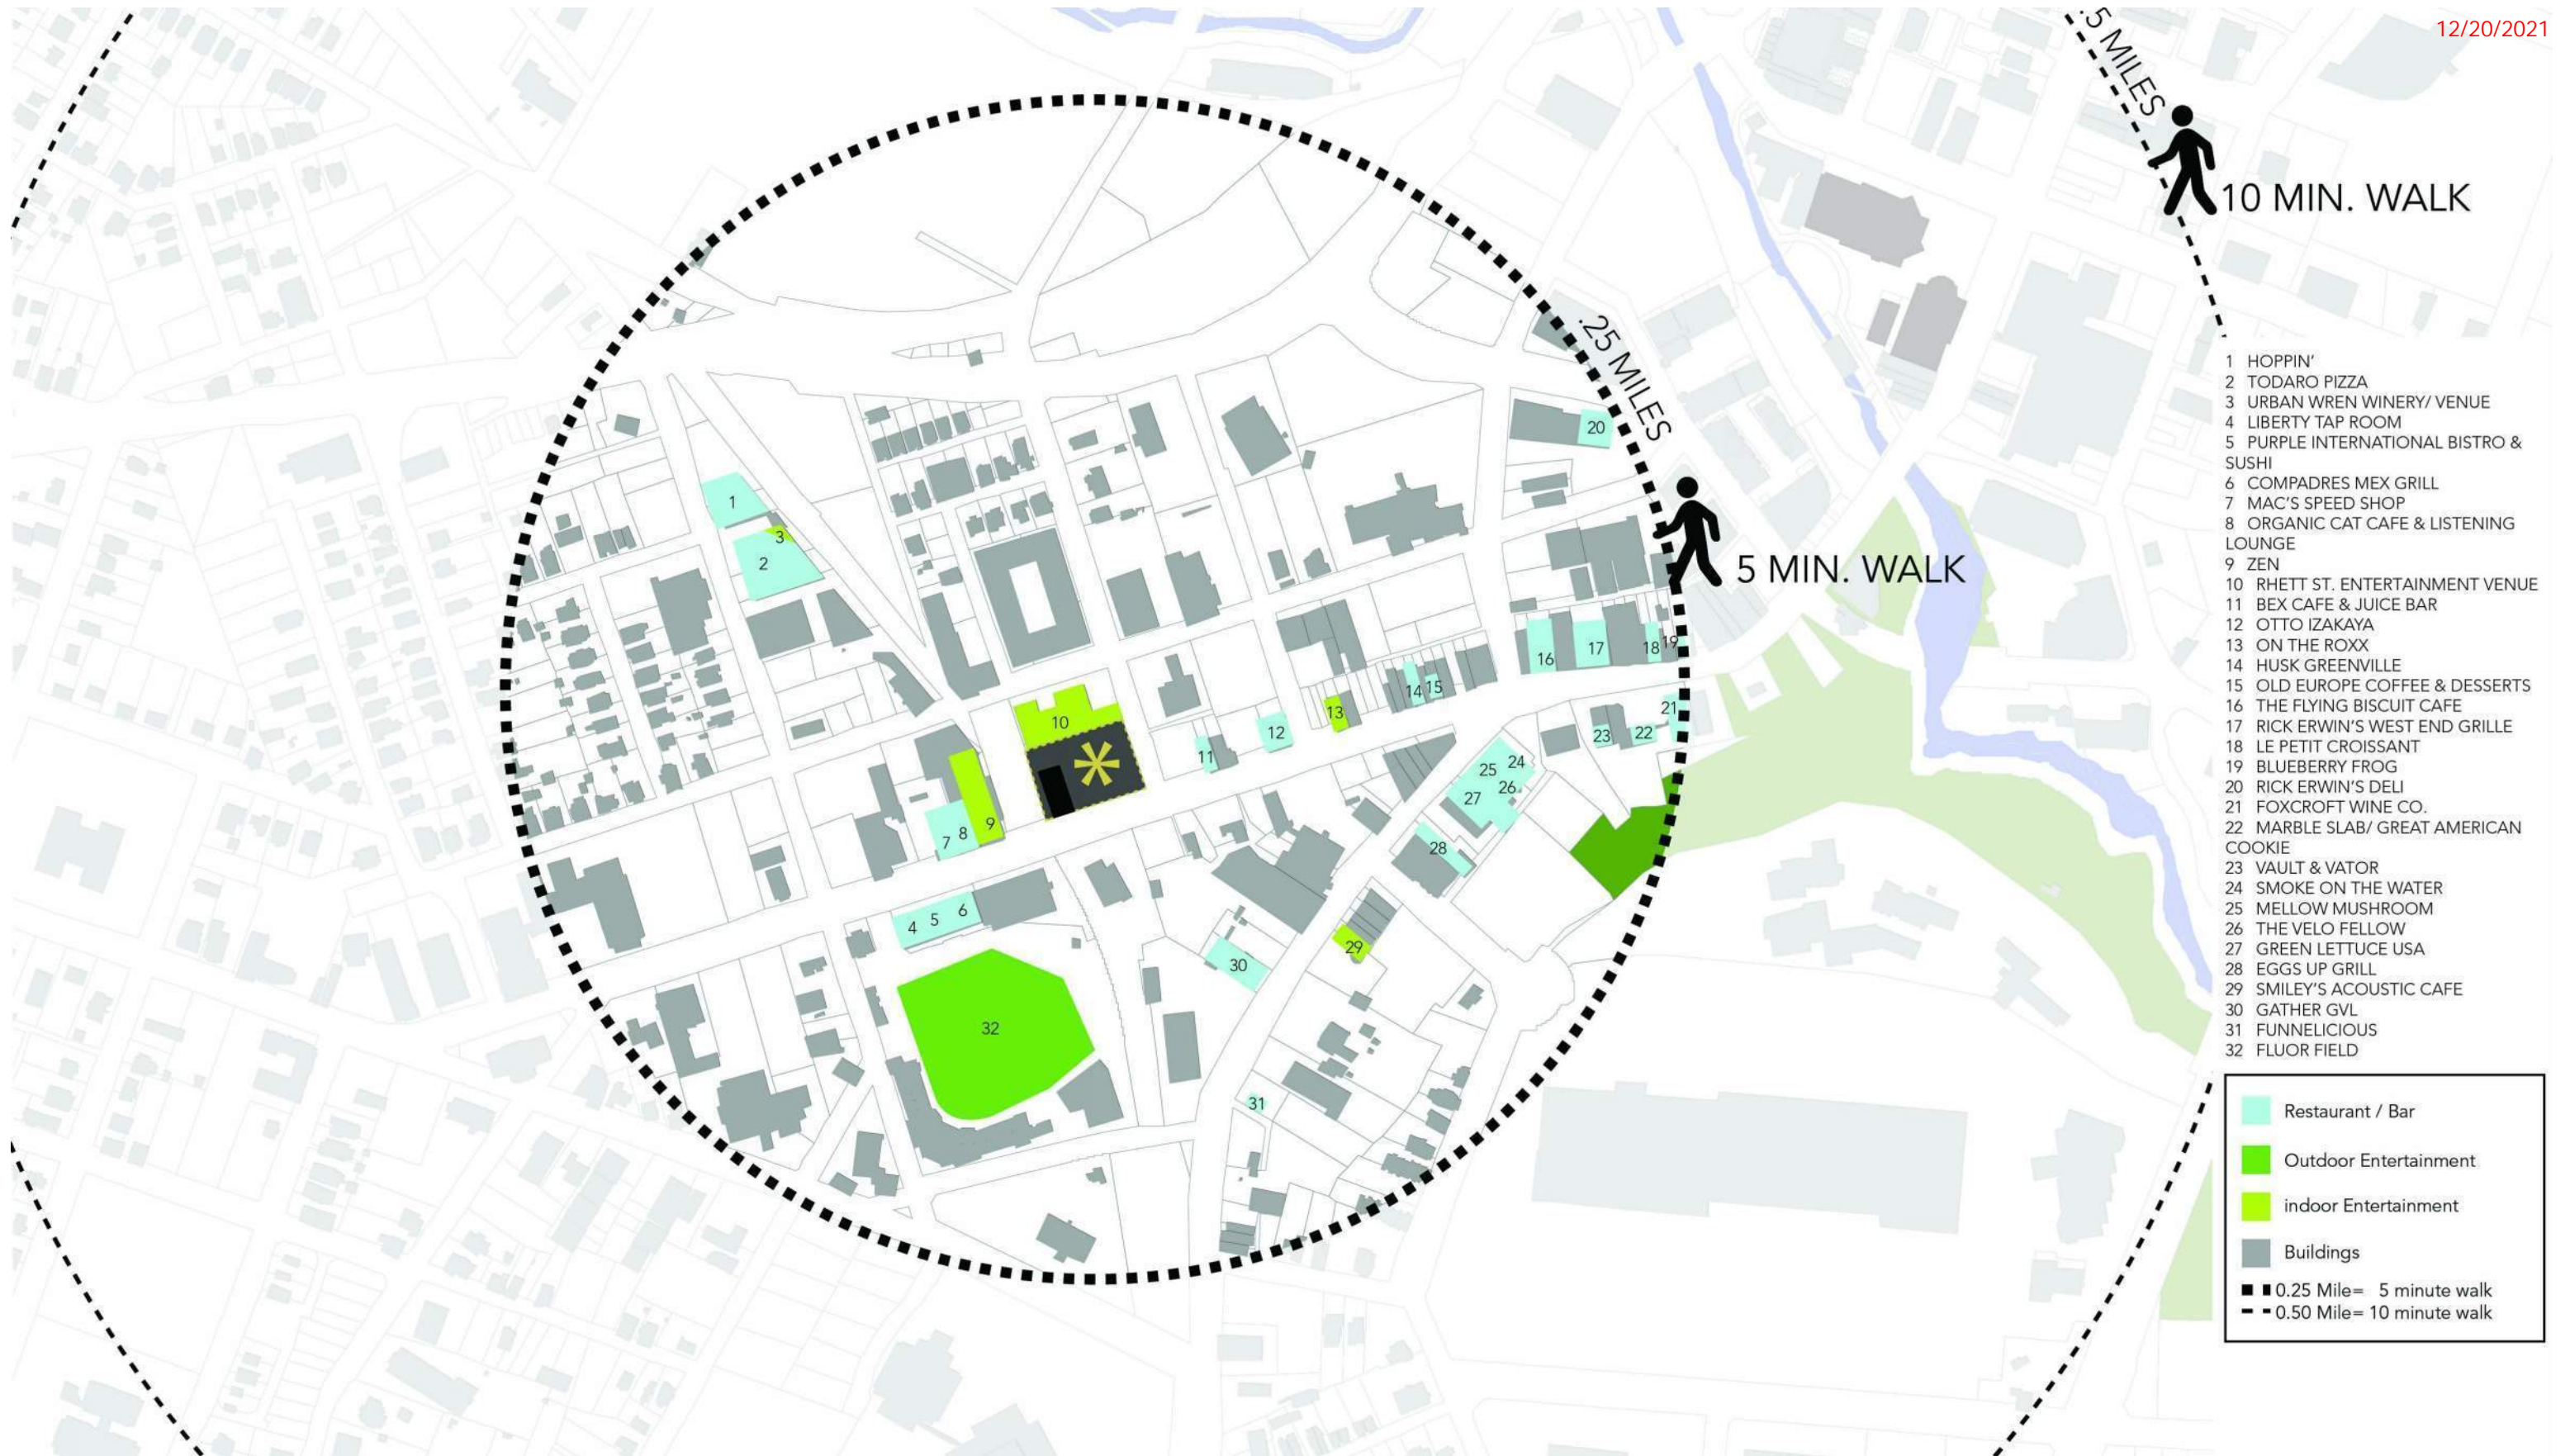 12/20/2021
.5 MILES
10 MIN. WALK
.25 MILES
5 MIN. WALK
1 HOPPIN'
2 TODARO PIZZA
3 URBAN WREN WINERY/ VENUE
4 LIBERTY TAP ROOM
5 PURPLE INTERNATIONAL BISTRO &
SUSHI
6 COMPADRES MEX GRILL
7 MAC'S SPEED SHOP
8 ORGANIC CAT CAFE & LISTENING
LOUNGE
9 ZEN
10 RHETT ST. ENTERTAINMENT VENUE
11 BEX CAFE & JUICE BAR
12 OTTO IZAKAYA
13 ON THE ROXX
14 HUSK GREENVILLE
15 OLD EUROPE COFFEE & DESSERTS
16 THE FLYING BISCUIT CAFE
17 RICK ERWIN'S WEST END GRILLE
18 LE PETIT CROISSANT
19 BLUEBERRY FROG
20 RICK ERWIN'S DELI
21 FOXCROFT WINE CO.
22 MARBLE SLAB/ GREAT AMERICAN
COOKIE
23 VAULT & VATOR
24 SMOKE ON THE WATER
25 MELLOW MUSHROOM
26 THE VELO FELLOW
27 GREEN LETTUCE USA
28 EGGS UP GRILL
29 SMILEY'S ACOUSTIC CAFE
30 GATHER GVL
31 FUNNELICIOUS
32 FLUOR FIELD
Restaurant / Bar
Outdoor Entertainment
indoor Entertainment
Buildings
0.25 Mile= 5 minute walk
0.50 Mile= 10 minute walk
20
1
3
2
16
17
18
19
14
15
13
10
12
11
21
22
23
24
25
26
27
28
9
8
7
6
5
4
29
30
32
31